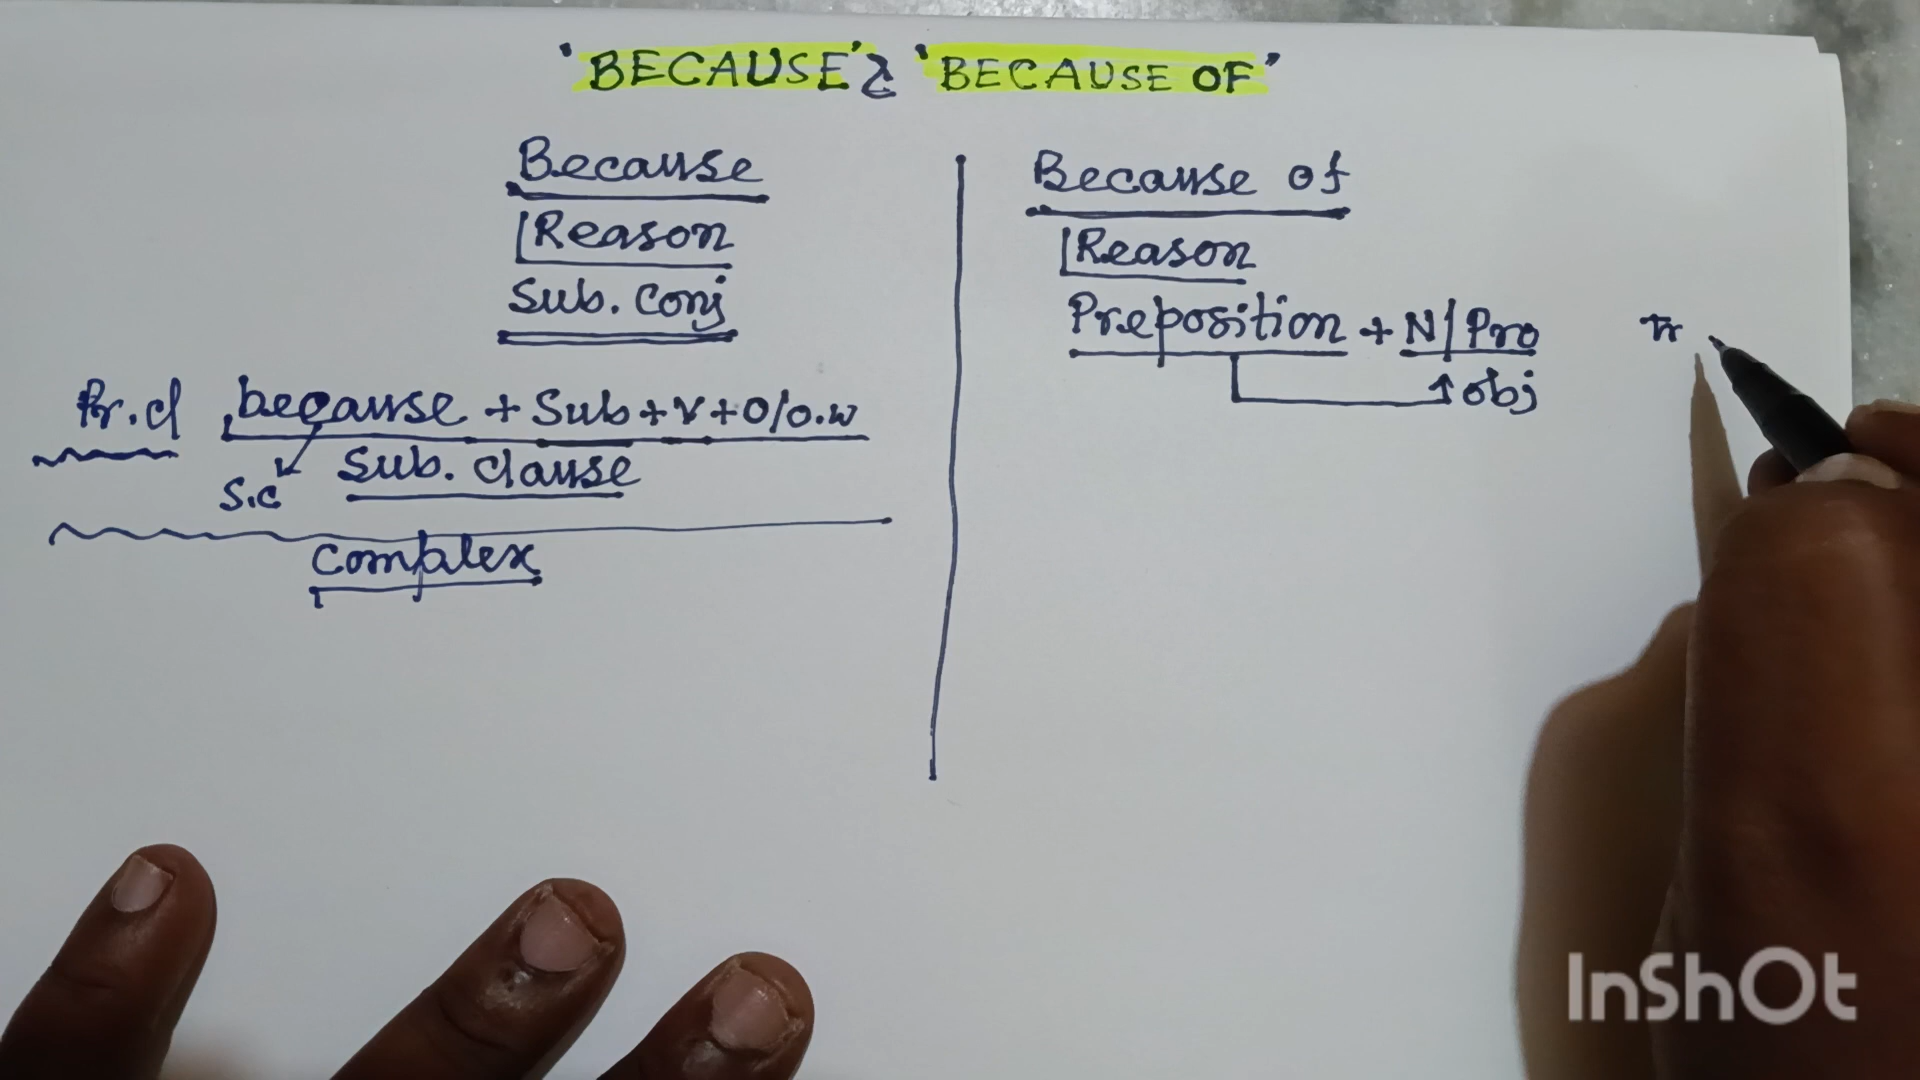 'BECAUSE' & 'BECAUSE OF'
Because
Reason
Sub. Conj
Pr.cl because + Sub + V + O/O.W
S.C Sub. clause
Complex
Because of
Reason
Preposition + N/Pro
obj
Tr
InShOt